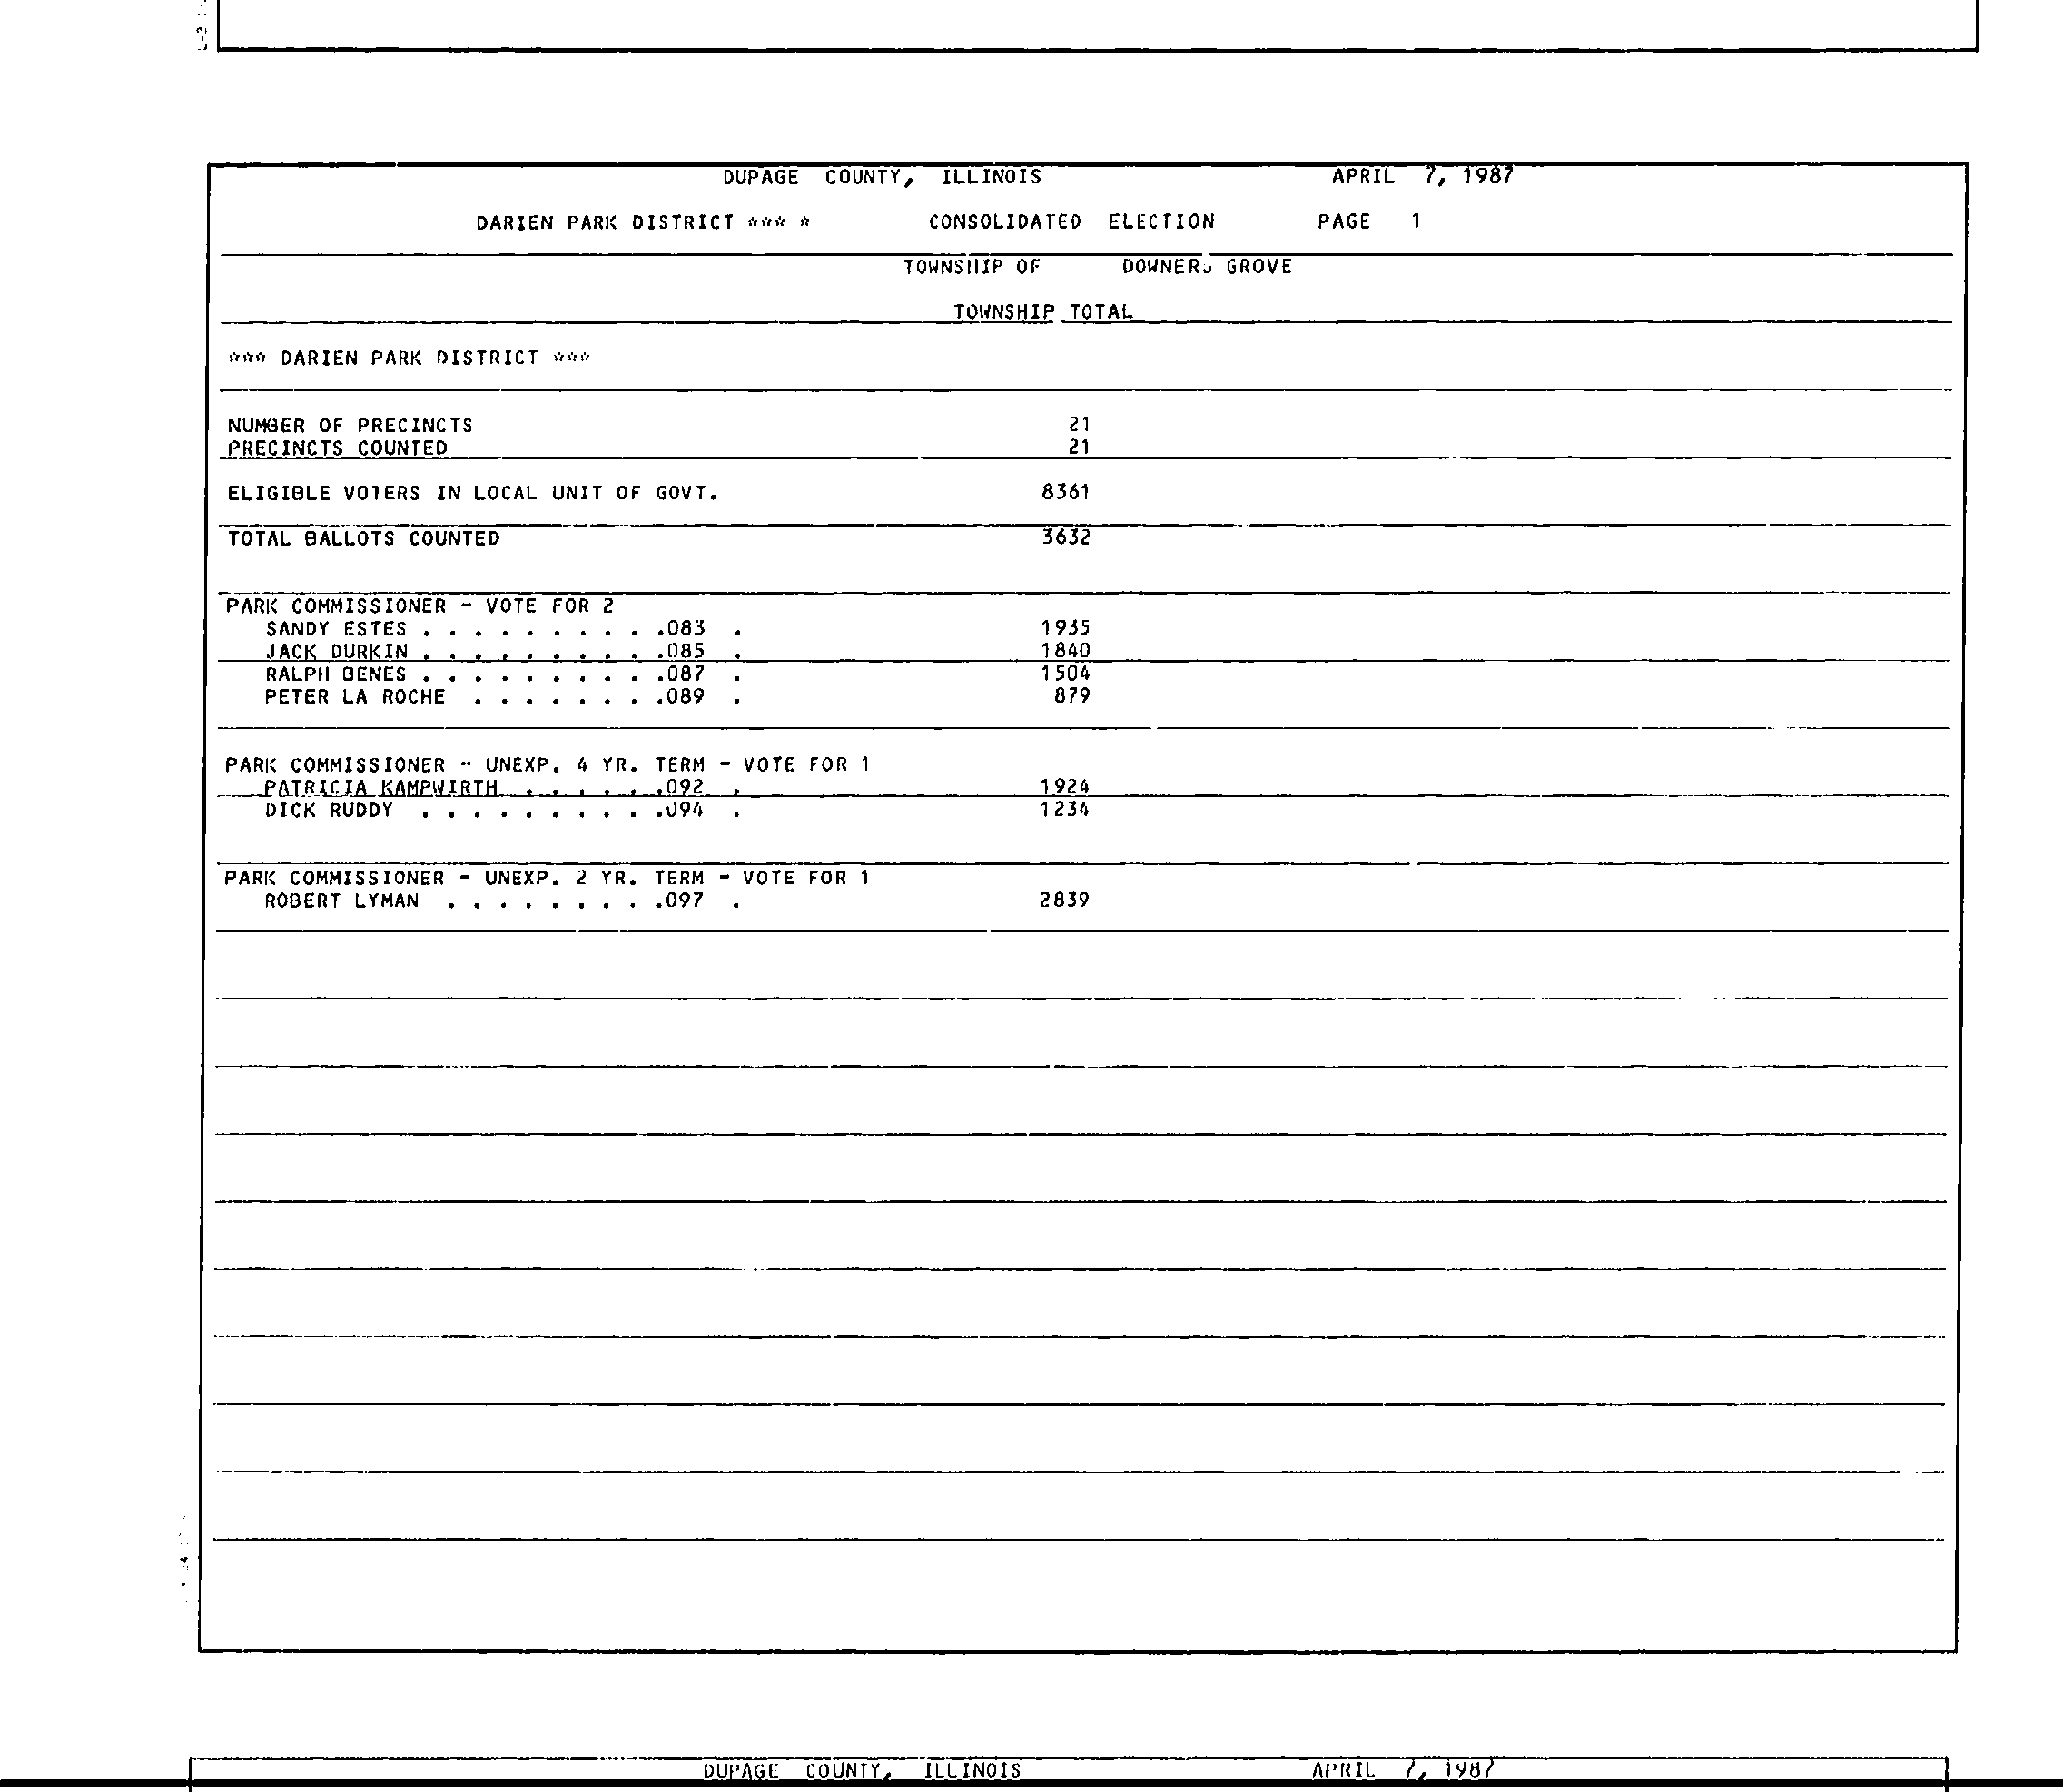 DUPAGE COUNTY, ILLINOIS APRIL 7, 1987
DARIEN PARK DISTRICT *** * CONSOLIDATED ELECTION PAGE 1
TOWNSHIP OF DOWNERS GROVE
TOWNSHIP TOTAL
*** DARIEN PARK DISTRICT ***
NUMBER OF PRECINCTS 21
PRECINCTS COUNTED 21
ELIGIBLE VOTERS IN LOCAL UNIT OF GOVT. 8361
TOTAL BALLOTS COUNTED 3632
PARK COMMISSIONER - VOTE FOR 2
SANDY ESTES . . . . . . . . . .083 . 1935
JACK DURKIN . . . . . . . . . .085 . 1840
RALPH BENES . . . . . . . . . .087 . 1504
PETER LA ROCHE . . . . . . . .089 . 879
PARK COMMISSIONER - UNEXP. 4 YR. TERM - VOTE FOR 1
PATRICIA KAMPWIRTH . . . . . .092 . 1924
DICK RUDDY . . . . . . . . . .094 . 1234
PARK COMMISSIONER - UNEXP. 2 YR. TERM - VOTE FOR 1
ROBERT LYMAN . . . . . . . . .097 . 2839
DUPAGE COUNTY, ILLINOIS APRIL 7, 1987